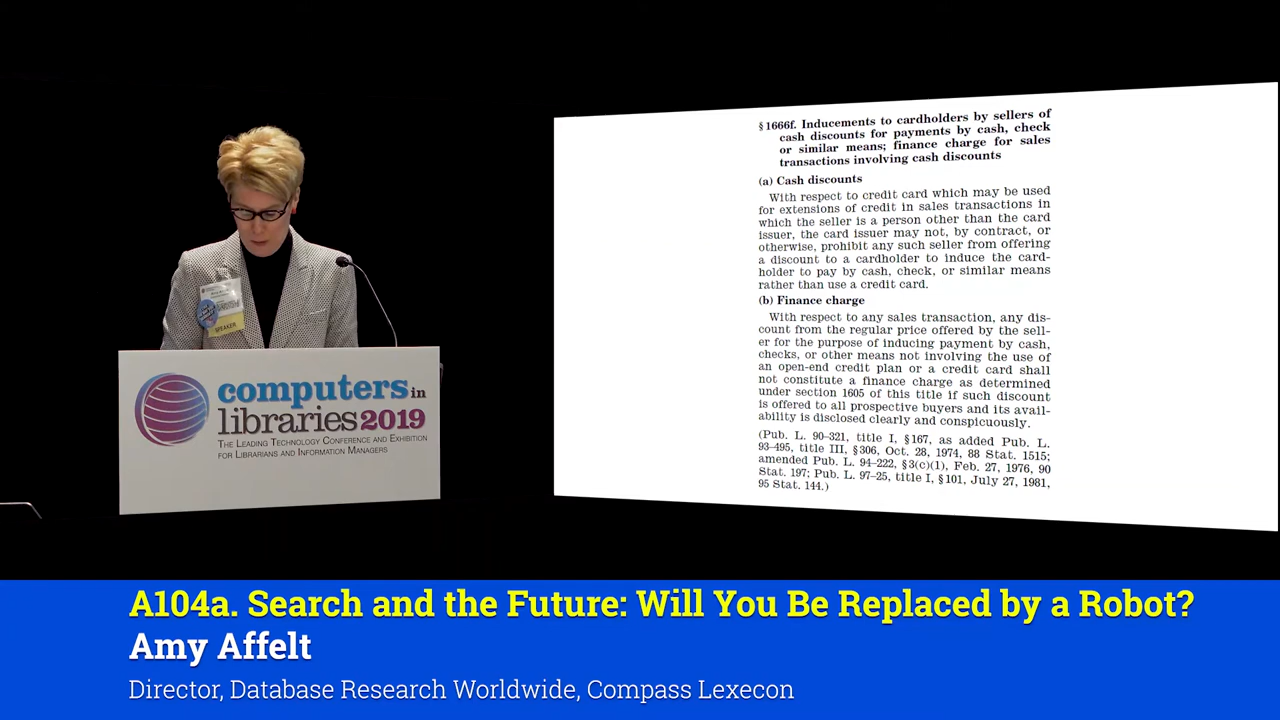 § 1666f. Inducements to cardholders by sellers of
cash discounts for payments by cash, check
or similar means; finance charge for sales
transactions involving cash discounts
(a) Cash discounts
With respect to credit card which may be used
for extensions of credit in sales transactions in
which the seller is a person other than the card
issuer, the card issuer may not, by contract, or
otherwise, prohibit any such seller from offering
a discount to a cardholder to induce the card-
holder to pay by cash, check, or similar means
rather than use a credit card.
(b) Finance charge
With respect to any sales transaction, any dis-
count from the regular price offered by the sell-
er for the purpose of inducing payment by cash,
checks, or other means not involving the use of
an open-end credit plan or a credit card shall
not constitute a finance charge as determined
under section 1605 of this title if such discount
is offered to all prospective buyers and its avail-
ability is disclosed clearly and conspicuously.
(Pub. L. 90–321, title I, § 167, as added Pub. L.
93–495, title III, § 306, Oct. 28, 1974, 88 Stat. 1515;
amended Pub. L. 94–222, § 3(c)(1), Feb. 27, 1976, 90
Stat. 197; Pub. L. 97–25, title I, § 101, July 27, 1981,
95 Stat. 144.)
SPEAKER
computers in
libraries 2019
The Leading Technology Conference and Exhibition
for Librarians and Information Managers
A104a. Search and the Future: Will You Be Replaced by a Robot?
Amy Affelt
Director, Database Research Worldwide, Compass Lexecon